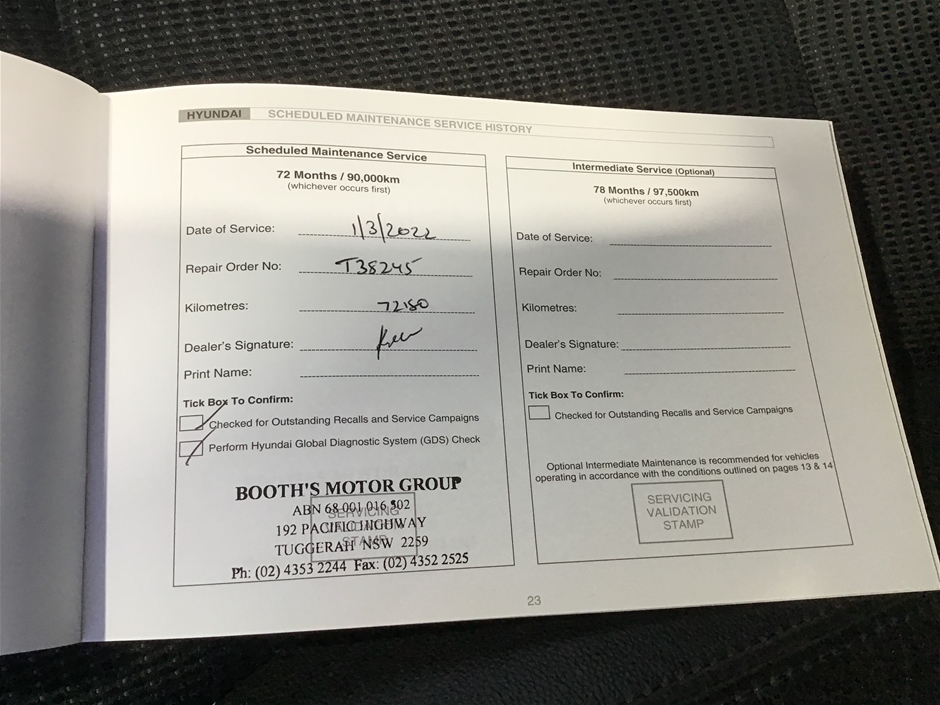 HYUNDAI SCHEDULED MAINTENANCE SERVICE HISTORY
Scheduled Maintenance Service
72 Months / 90,000km
(whichever occurs first)
Date of Service: 1/3/2022
Repair Order No: T38245
Kilometres: 72180
Dealer's Signature:
Print Name:
Tick Box To Confirm:
Checked for Outstanding Recalls and Service Campaigns
Perform Hyundai Global Diagnostic System (GDS) Check
BOOTH'S MOTOR GROUP
ABN 68 001 016 502
192 PACIFIC HIGHWAY
TUGGERAH NSW 2259
Ph: (02) 4353 2244 Fax: (02) 4352 2525
SERVICING
STAMP
Intermediate Service (Optional)
78 Months / 97,500km
(whichever occurs first)
Date of Service:
Repair Order No:
Kilometres:
Dealer's Signature:
Print Name:
Tick Box To Confirm:
Checked for Outstanding Recalls and Service Campaigns
Optional Intermediate Maintenance is recommended for vehicles
operating in accordance with the conditions outlined on pages 13 & 14
SERVICING
VALIDATION
STAMP
23